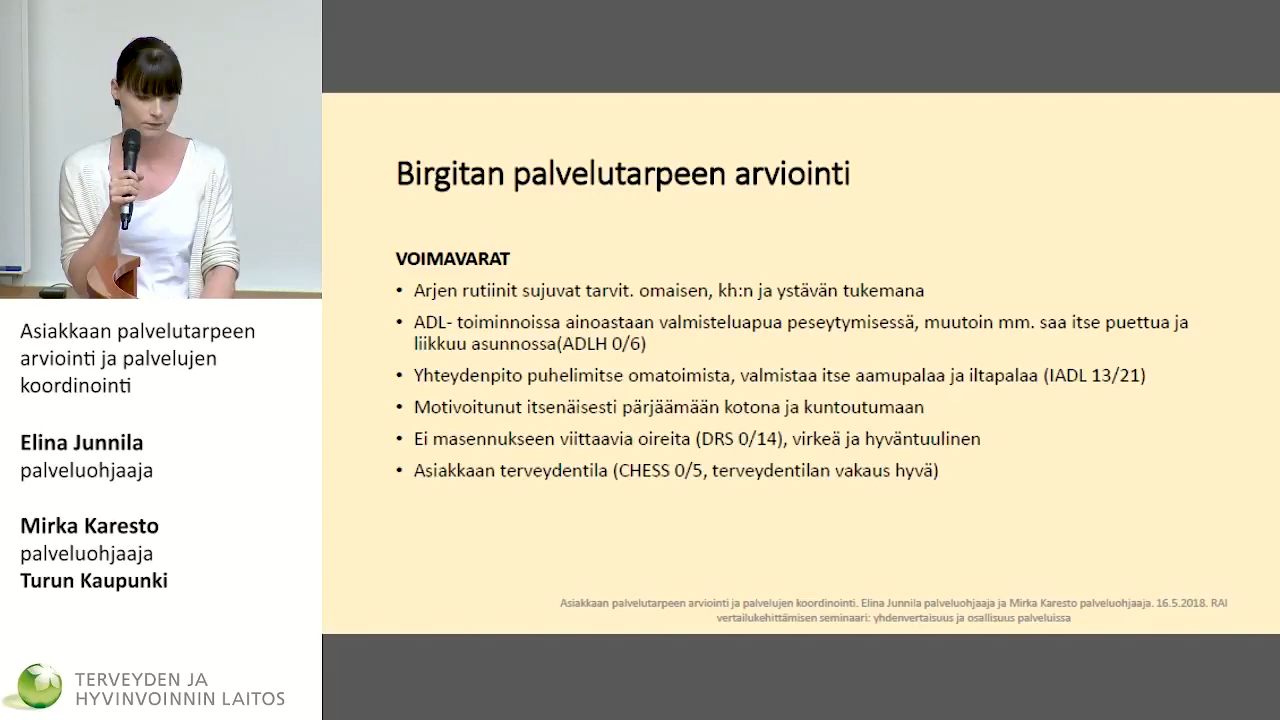 Birgitan palvelutarpeen arviointi
VOIMAVARAT
• Arjen rutiinit sujuvat tarvit. omaisen, kh:n ja ystävän tukemana
• ADL- toiminnoissa ainoastaan valmisteluapua peseytymisessä, muutoin mm. saa itse puettua ja
liikkuu asunnossa(ADLH 0/6)
• Yhteydenpito puhelimitse omatoimista, valmistaa itse aamupalaa ja iltapalaa (IADL 13/21)
• Motivoitunut itsenäisesti pärjäämään kotona ja kuntoutumaan
• Ei masennukseen viittaavia oireita (DRS 0/14), virkeä ja hyväntuulinen
• Asiakkaan terveydentila (CHESS 0/5, terveydentilan vakaus hyvä)
Asiakkaan palvelutarpeen arviointi ja palvelujen koordinointi. Elina Junnila palveluohjaaja ja Mirka Karesto palveluohjaaja. 16.5.2018. RAI
vertailukehittämisen seminaari: yhdenvertaisuus ja osallisuus palveluissa
Asiakkaan palvelutarpeen
arviointi ja palvelujen
koordinointi
Elina Junnila
palveluohjaaja
Mirka Karesto
palveluohjaaja
Turun Kaupunki
TERVEYDEN JA
HYVINVOINNIN LAITOS